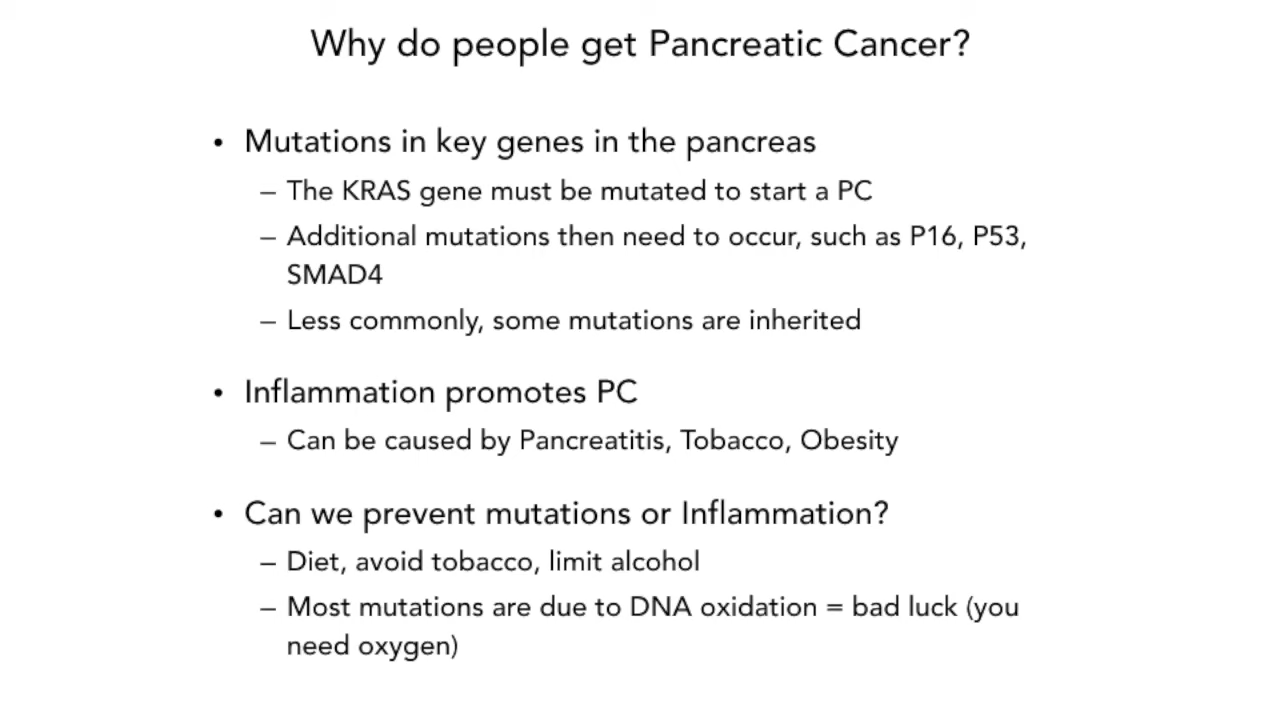 Why do people get Pancreatic Cancer?
• Mutations in key genes in the pancreas
– The KRAS gene must be mutated to start a PC
– Additional mutations then need to occur, such as P16, P53,
SMAD4
– Less commonly, some mutations are inherited
• Inflammation promotes PC
– Can be caused by Pancreatitis, Tobacco, Obesity
• Can we prevent mutations or Inflammation?
– Diet, avoid tobacco, limit alcohol
– Most mutations are due to DNA oxidation = bad luck (you
need oxygen)